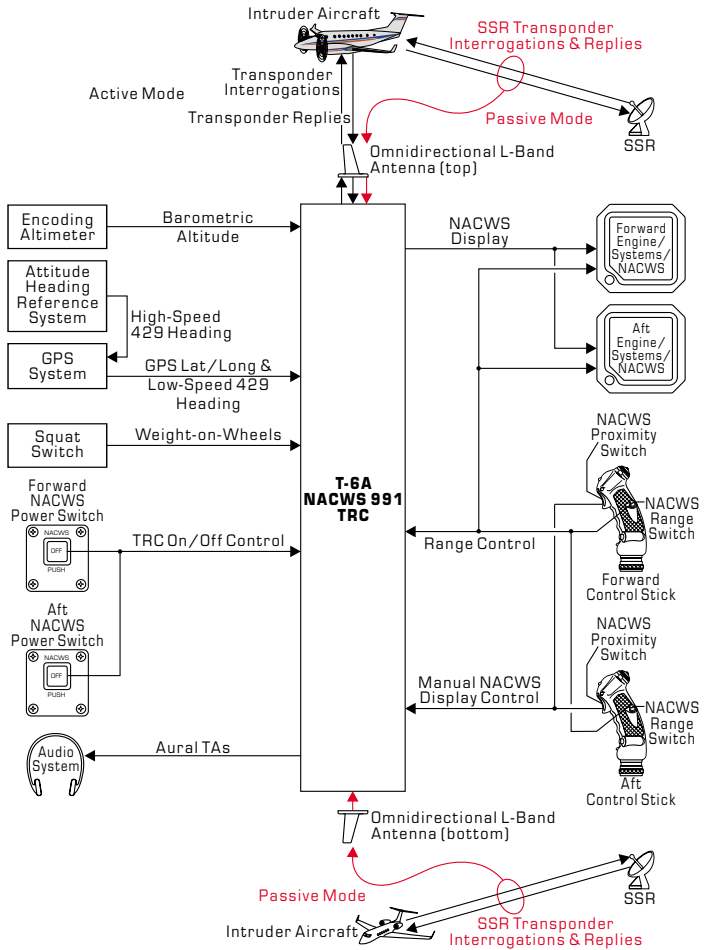 Intruder Aircraft
SSR Transponder
Interrogations & Replies
Transponder
Interrogations
Active Mode
Transponder Replies
Passive Mode
SSR
Omnidirectional L-Band
Antenna (top)
Encoding
Altimeter
Barometric
Altitude
NACWS
Display
Forward
Engine/
Systems/
NACWS
Attitude
Heading
Reference
System
High-Speed
429 Heading
GPS
System
GPS Lat/Long &
Low-Speed 429
Heading
Aft
Engine/
Systems/
NACWS
Squat
Switch
Weight-on-Wheels
T-6A
NACWS 991
TRC
NACWS
Proximity
Switch
NACWS
Range
Switch
Forward
Control Stick
Forward
NACWS
Power Switch
NACWS
OFF
PUSH
TRC On/Off Control
Range Control
Aft
NACWS
Power Switch
NACWS
OFF
PUSH
Manual NACWS
Display Control
NACWS
Proximity
Switch
NACWS
Range
Switch
Aft
Control Stick
Audio
System
Aural TAs
Omnidirectional L-Band
Antenna (bottom)
Passive Mode
SSR
Intruder Aircraft
SSR Transponder
Interrogations & Replies